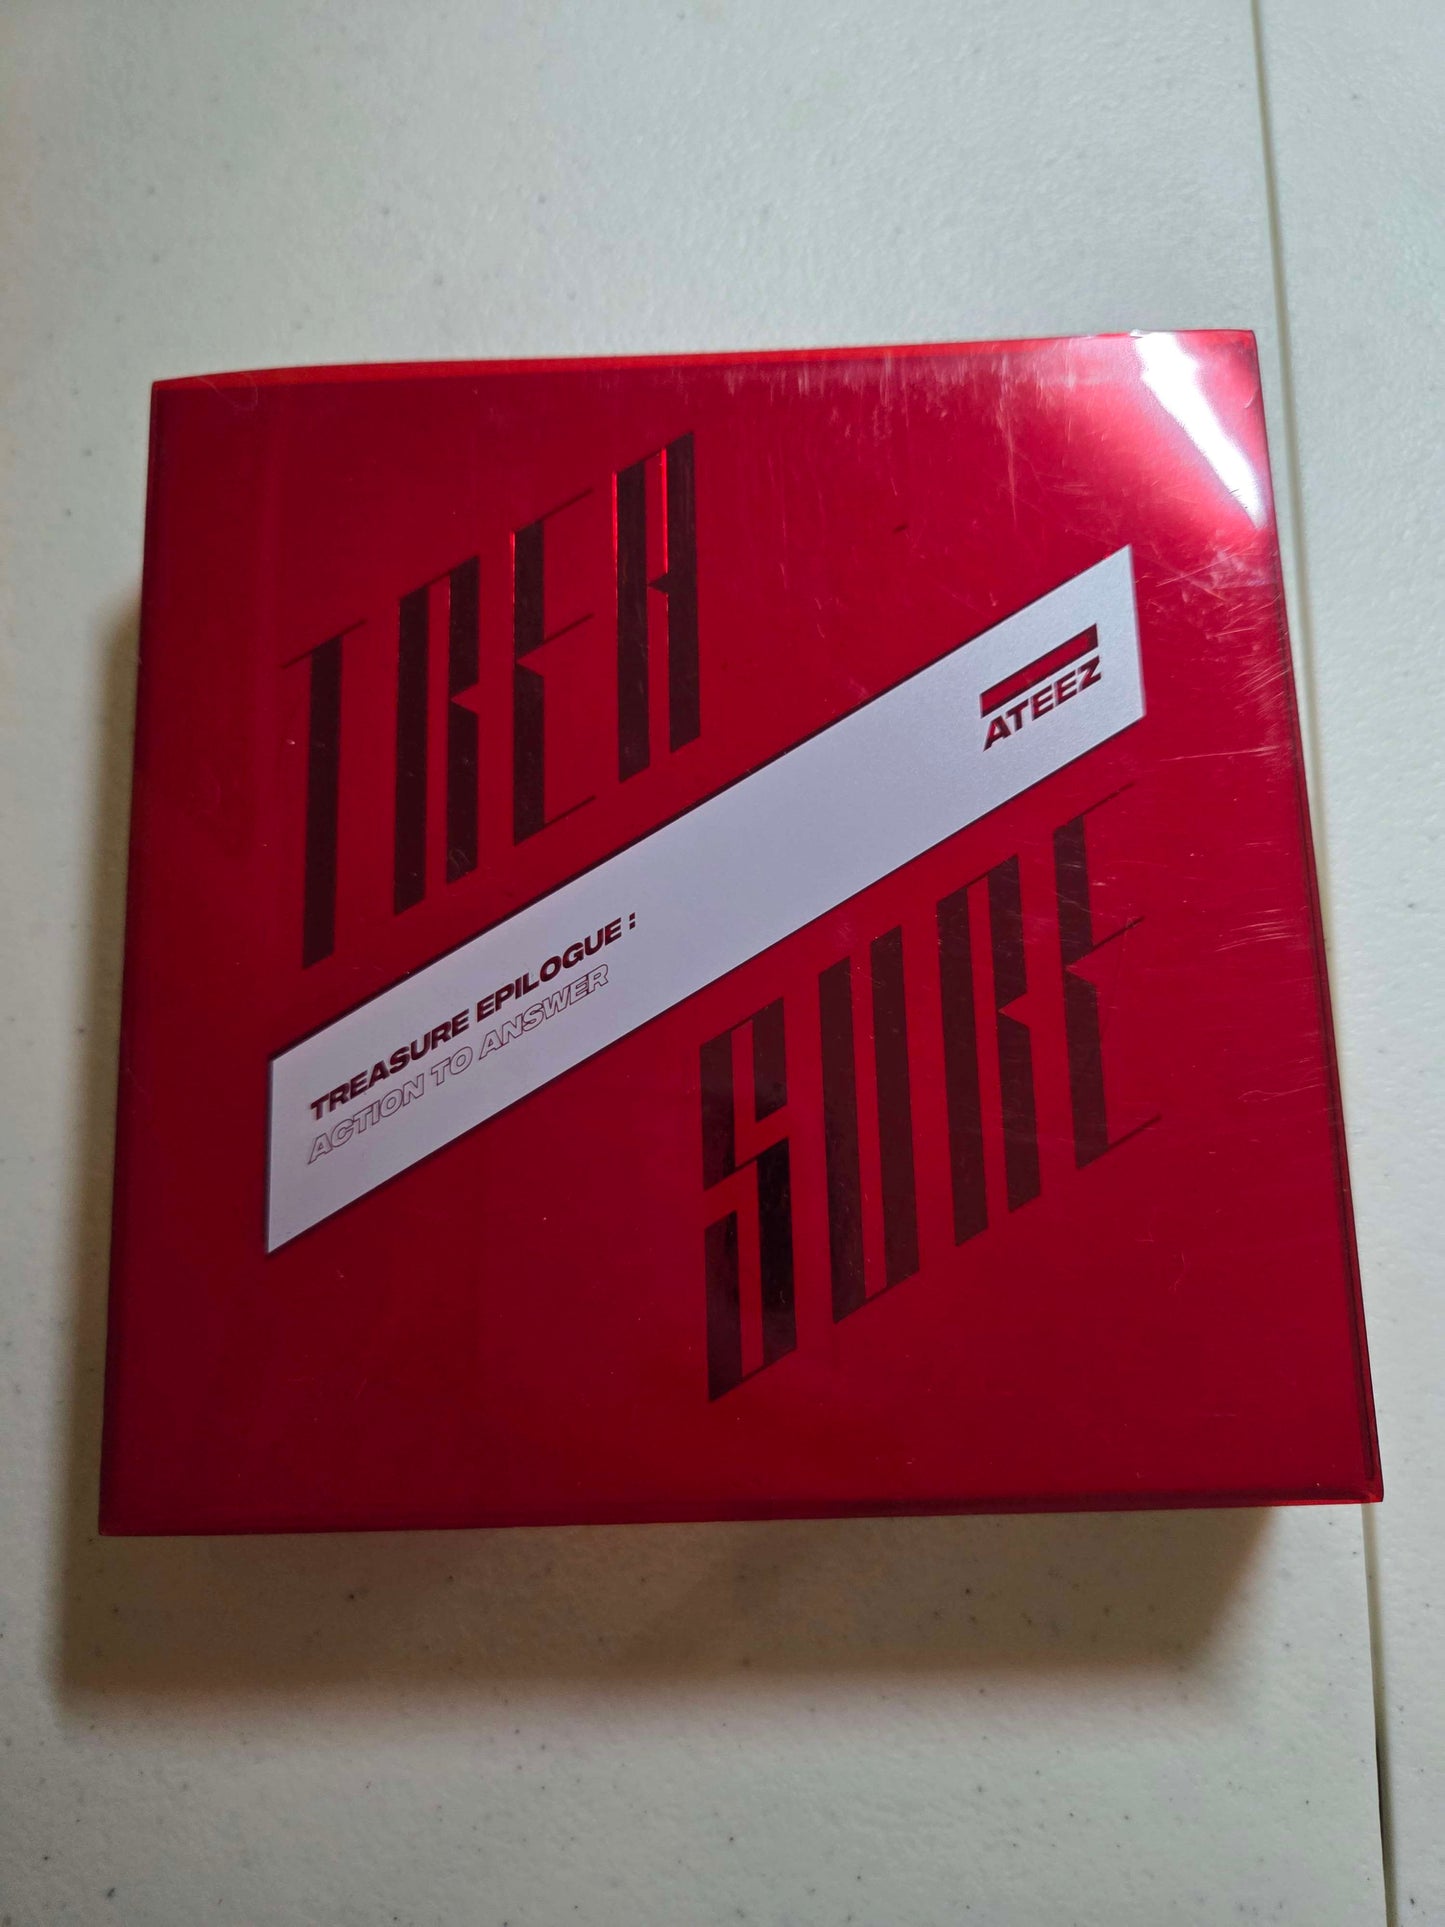 TREA
ATEEZ
TREASURE EPILOGUE :
ACTION TO ANSWER
SURE